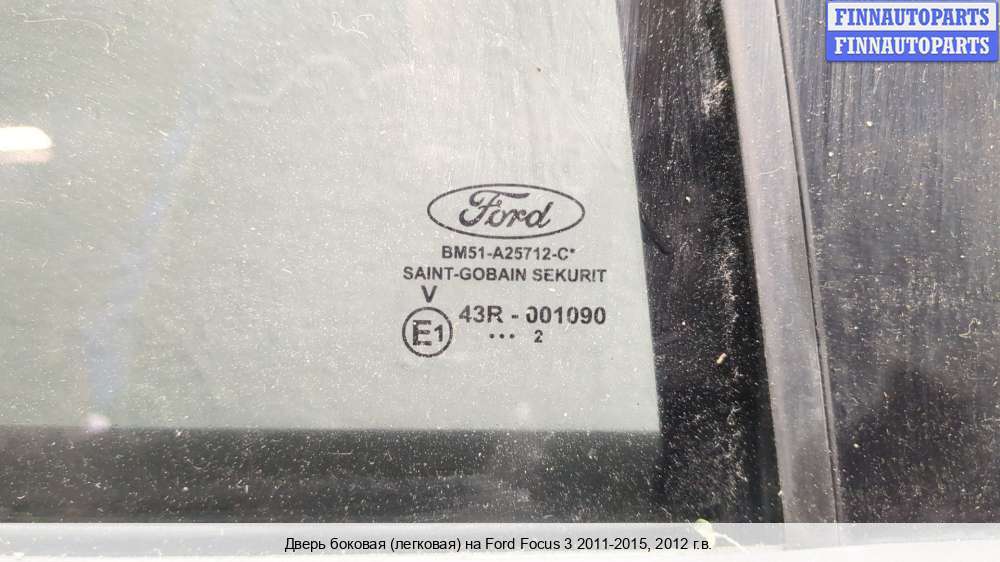 FINNAUTOPARTS
FINNAUTOPARTS
Ford
BM51-A25712-C*
SAINT-GOBAIN SEKURIT
V
E1 43R - 001090
... 2
Дверь боковая (легковая) на Ford Focus 3 2011-2015, 2012 г.в.